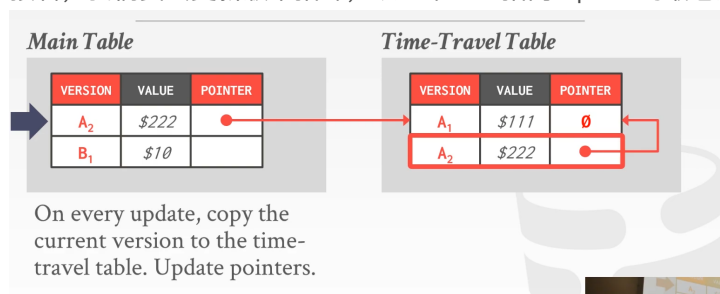 Main Table
Time-Travel Table
VERSION VALUE POINTER
A₂ $222
B₁ $10
VERSION VALUE POINTER
A₁ $111 Ø
A₂ $222
On every update, copy the
current version to the time-
travel table. Update pointers.